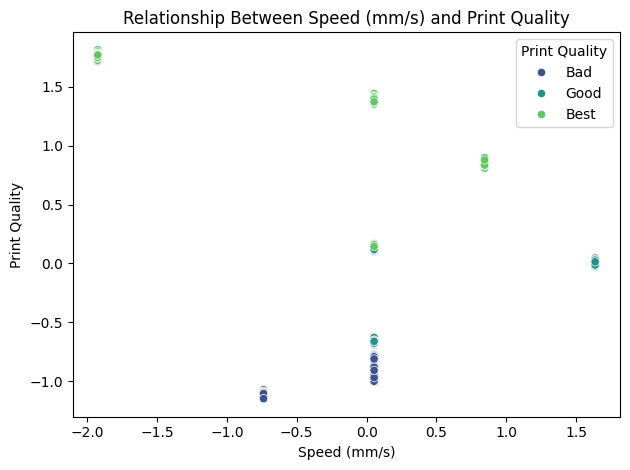 Relationship Between Speed (mm/s) and Print Quality
Print Quality
Bad
Good
Best
Print Quality
1.5
1.0
0.5
0.0
−0.5
−1.0
−2.0 −1.5 −1.0 −0.5 0.0 0.5 1.0 1.5
Speed (mm/s)